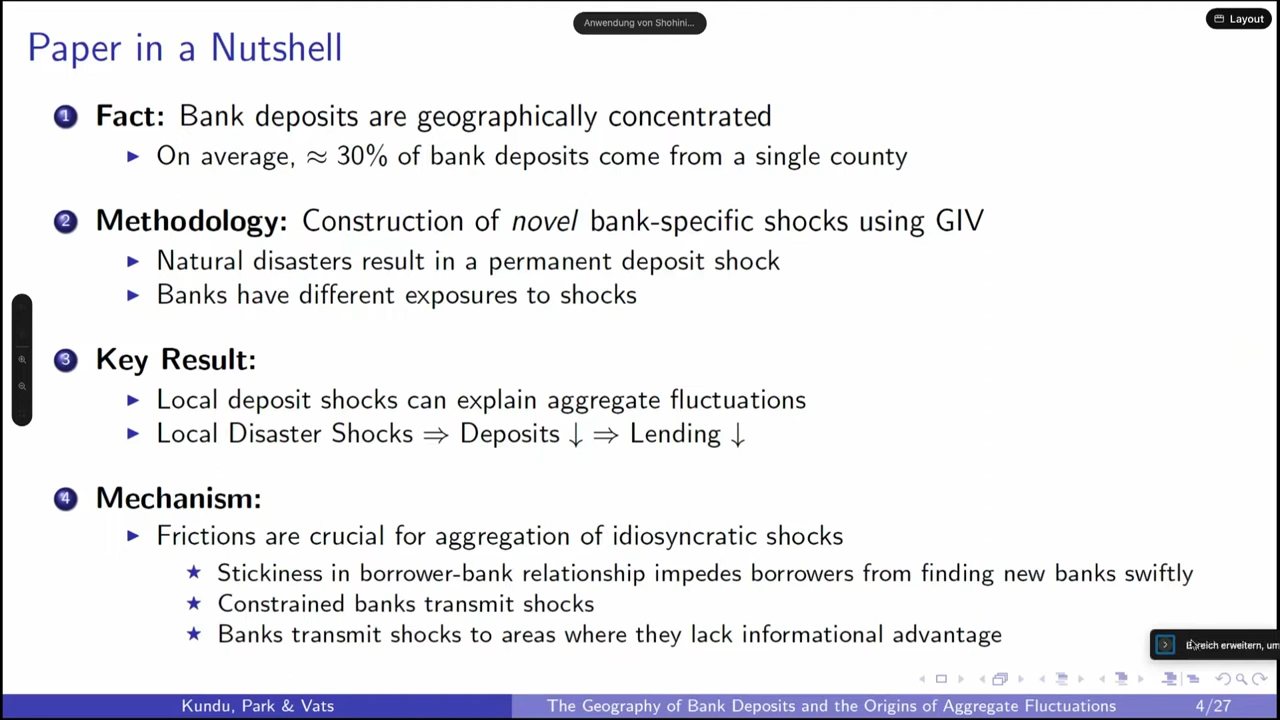 Anwendung von Shohini...
Layout
Paper in a Nutshell
1 Fact: Bank deposits are geographically concentrated
On average, ≈ 30% of bank deposits come from a single county
2 Methodology: Construction of novel bank-specific shocks using GIV
Natural disasters result in a permanent deposit shock
Banks have different exposures to shocks
3 Key Result:
Local deposit shocks can explain aggregate fluctuations
Local Disaster Shocks ⇒ Deposits ↓ ⇒ Lending ↓
4 Mechanism:
Frictions are crucial for aggregation of idiosyncratic shocks
Stickiness in borrower-bank relationship impedes borrowers from finding new banks swiftly
Constrained banks transmit shocks
Banks transmit shocks to areas where they lack informational advantage
erweitern, um
Kundu, Park & Vats
The Geography of Bank Deposits and the Origins of Aggregate Fluctuations
4/27